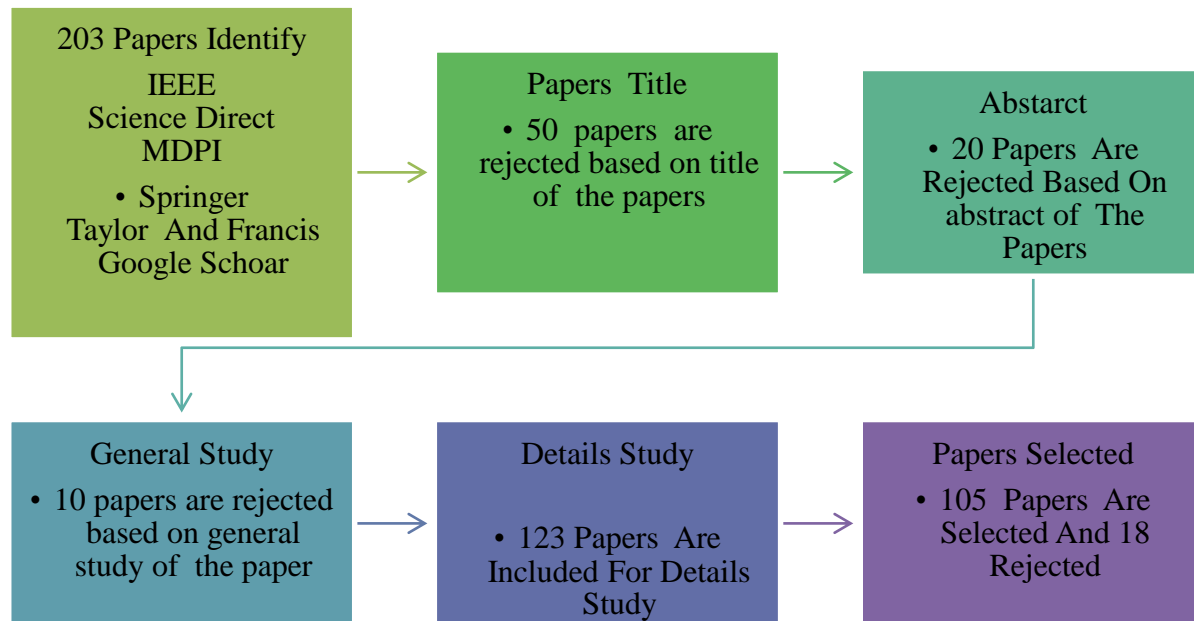 203 Papers Identify
IEEE
Science Direct
MDPI
• Springer
Taylor And Francis
Google Schoar
Papers Title
• 50 papers are
rejected based on title
of the papers
Abstarct
• 20 Papers Are
Rejected Based On
abstract of The
Papers
General Study
• 10 papers are rejected
based on general
study of the paper
Details Study
• 123 Papers Are
Included For Details
Study
Papers Selected
• 105 Papers Are
Selected And 18
Rejected